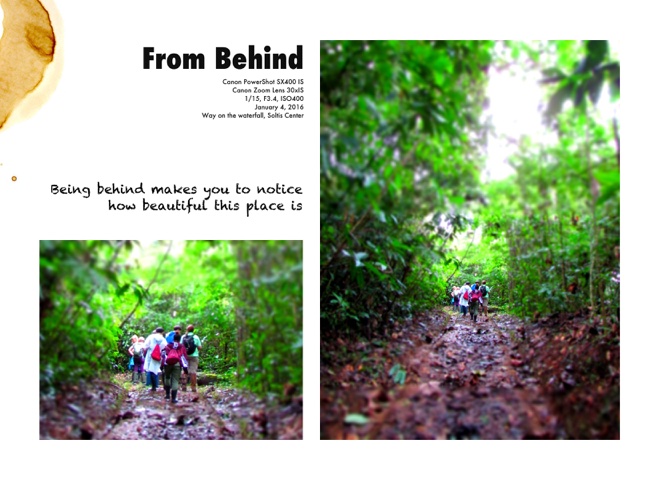 From Behind
Canon PowerShot SX400 IS
Canon Zoom Lens 30xIS
1/15, F3.4, ISO400
January 4, 2016
Way on the waterfall, Soltis Center
Being behind makes you to notice
how beautiful this place is